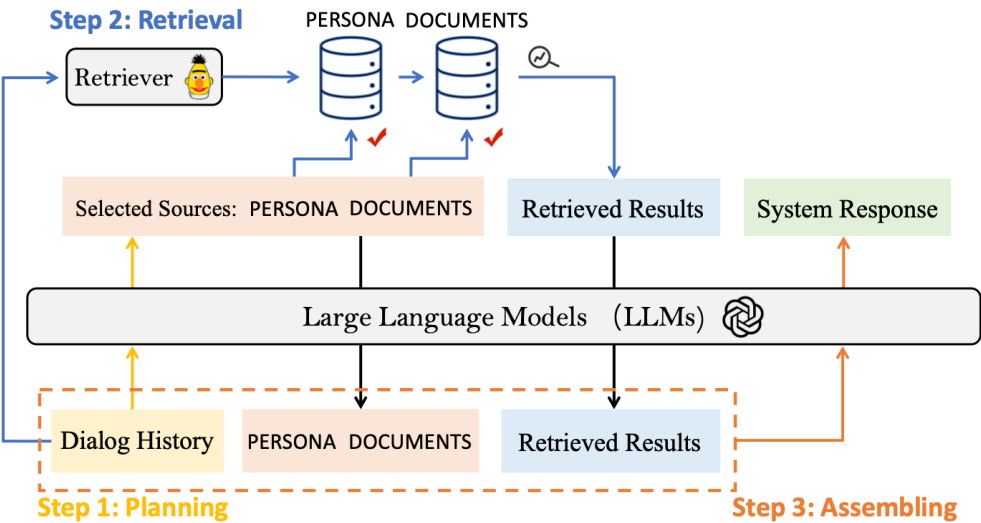 Step 2: Retrieval
PERSONA DOCUMENTS
Retriever
Selected Sources: PERSONA DOCUMENTS
Retrieved Results
System Response
Large Language Models （LLMs）
Dialog History
PERSONA DOCUMENTS
Retrieved Results
Step 1: Planning
Step 3: Assembling